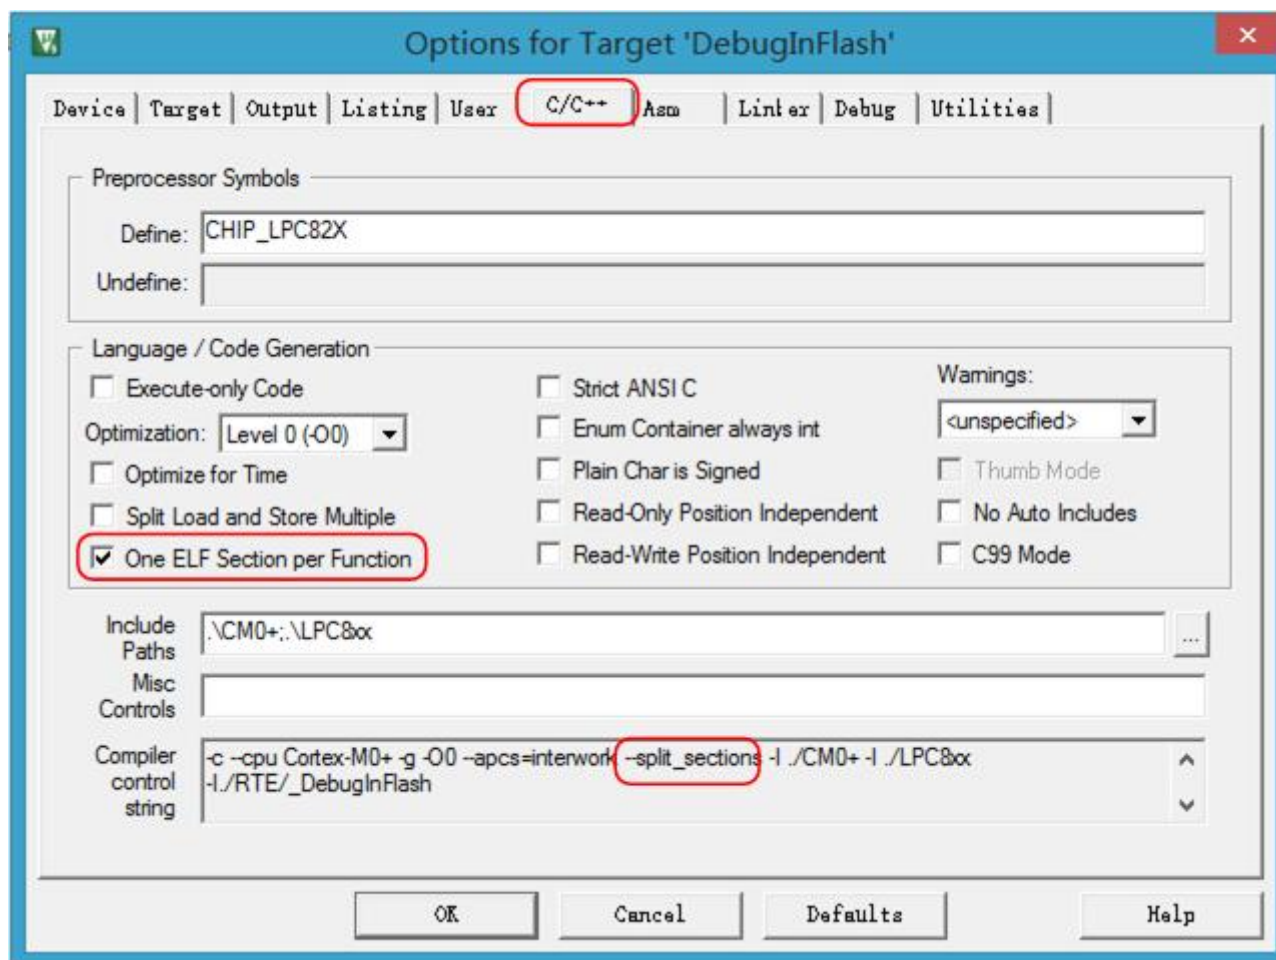 Options for Target 'DebugInFlash'
Device Target Output Listing User C/C++ Asm Linker Debug Utilities
Preprocessor Symbols
Define: CHIP_LPC82X
Undefine:
Language / Code Generation
Execute-only Code Strict ANSI C Warnings:
Optimization: Level 0 (-O0) Enum Container always int <unspecified>
Optimize for Time Plain Char is Signed Thumb Mode
Split Load and Store Multiple Read-Only Position Independent No Auto Includes
One ELF Section per Function Read-Write Position Independent C99 Mode
Include Paths .\CM0+;.\LPC8xx ...
Misc Controls
Compiler control string -c --cpu Cortex-M0+ -g -O0 --apcs=interwork --split_sections -I ./CM0+ -I ./LPC8xx
-I./RTE/_DebugInFlash
OK Cancel Defaults Help